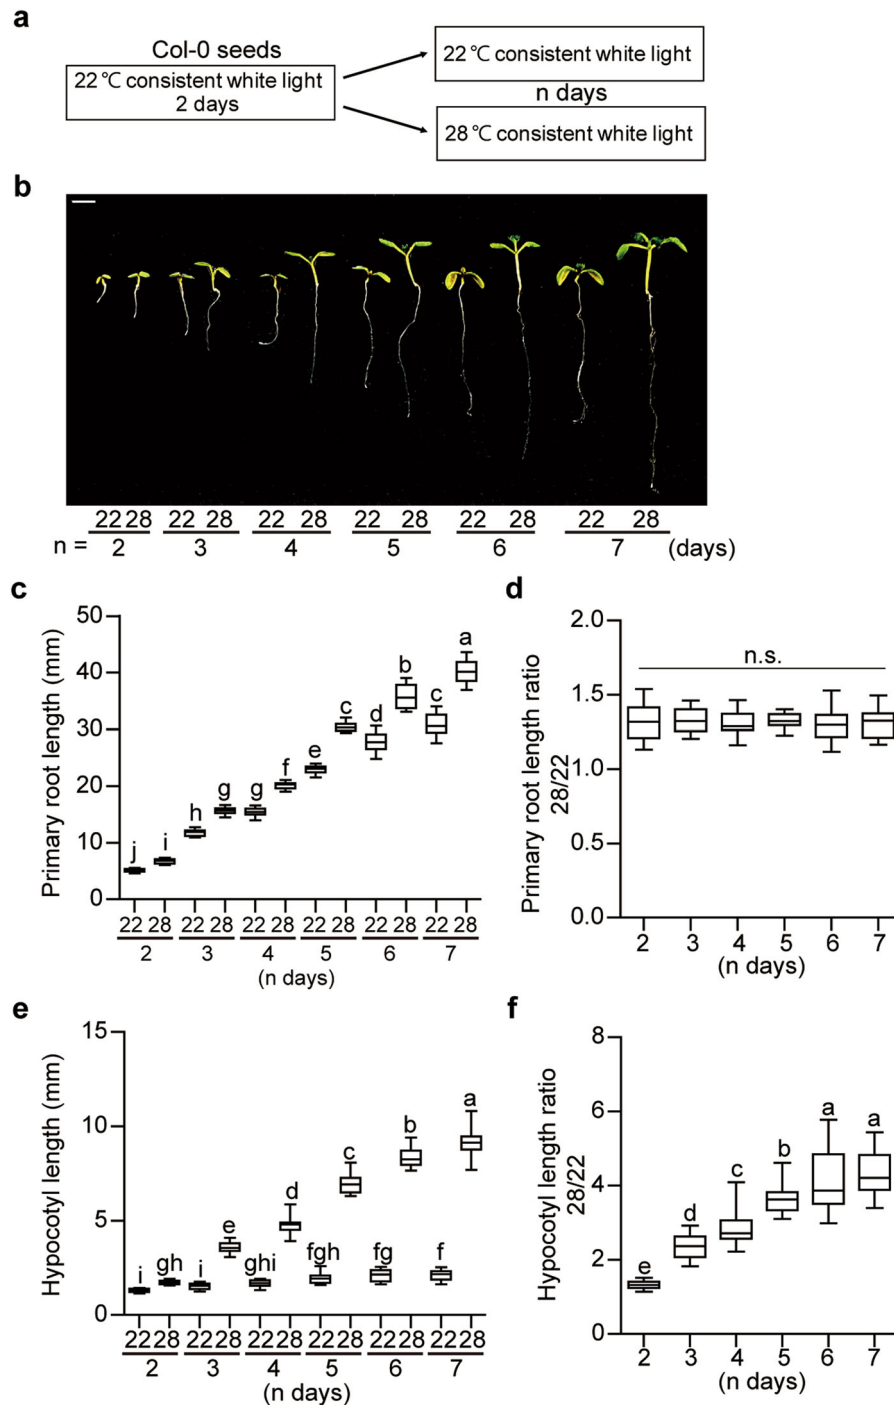 a
Col-0 seeds
22 ℃ consistent white light
2 days
22 ℃ consistent white light
n days
28 ℃ consistent white light
b
22 28 22 28 22 28 22 28 22 28 22 28
n = 2 3 4 5 6 7 (days)
c
Primary root length (mm)
50
40
30
20
10
0
j i h g g f e c d b c a
22 28 22 28 22 28 22 28 22 28 22 28
2 3 4 5 6 7
(n days)
d
Primary root length ratio
28/22
2.0
1.5
1.0
0.5
0.0
n.s.
2 3 4 5 6 7
(n days)
e
Hypocotyl length (mm)
15
10
5
0
i gh i e ghi d fgh c fg b f a
22 28 22 28 22 28 22 28 22 28 22 28
2 3 4 5 6 7
(n days)
f
Hypocotyl length ratio
28/22
8
6
4
2
0
e d c b a a
2 3 4 5 6 7
(n days)